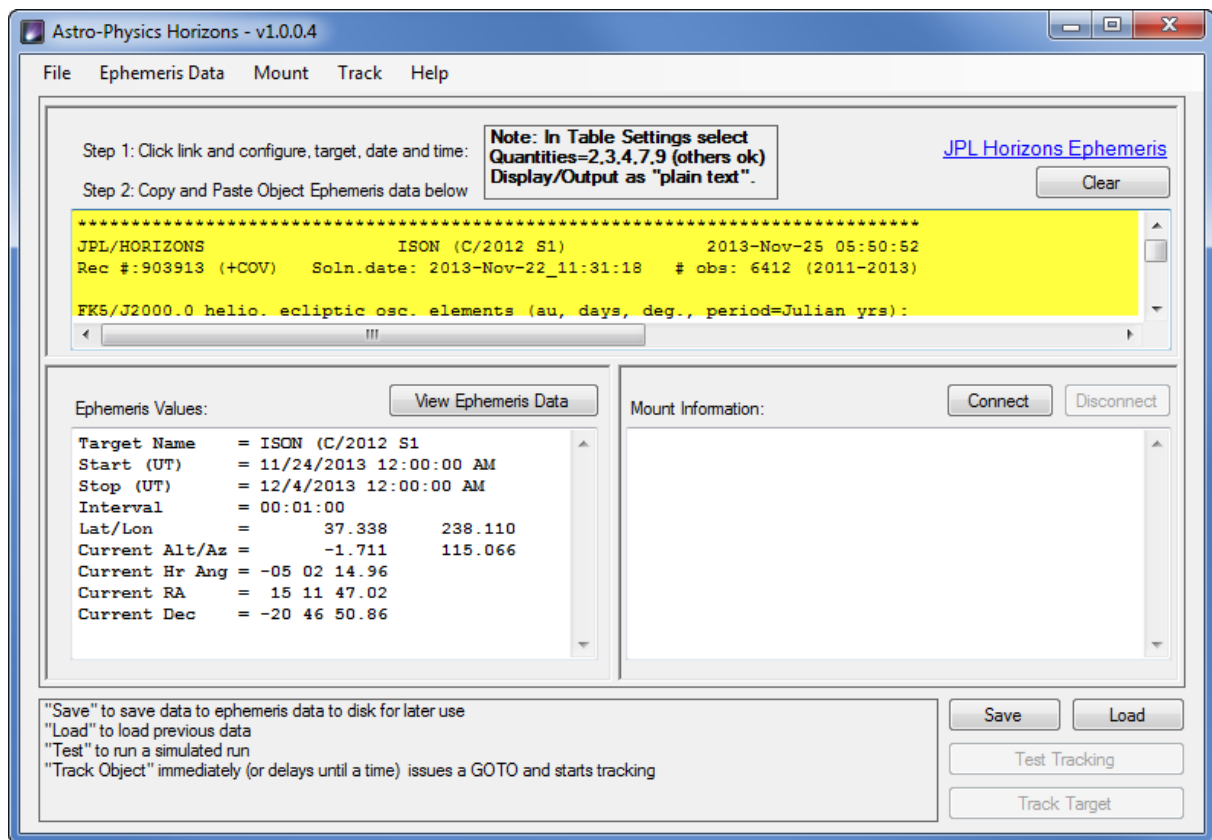 Astro-Physics Horizons - v1.0.0.4
File Ephemeris Data Mount Track Help
Step 1: Click link and configure, target, date and time:
Note: In Table Settings select
Quantities=2,3,4,7,9 (others ok)
Display/Output as "plain text".
JPL Horizons Ephemeris
Step 2: Copy and Paste Object Ephemeris data below
Clear
********************************************************************************
JPL/HORIZONS ISON (C/2012 S1) 2013-Nov-25 05:50:52
Rec #:903913 (+COV) Soln.date: 2013-Nov-22_11:31:18 # obs: 6412 (2011-2013)
FK5/J2000.0 helio. ecliptic osc. elements (au, days, deg., period=Julian yrs):
Ephemeris Values:
View Ephemeris Data
Target Name = ISON (C/2012 S1
Start (UT) = 11/24/2013 12:00:00 AM
Stop (UT) = 12/4/2013 12:00:00 AM
Interval = 00:01:00
Lat/Lon = 37.338 238.110
Current Alt/Az = -1.711 115.066
Current Hr Ang = -05 02 14.96
Current RA = 15 11 47.02
Current Dec = -20 46 50.86
Mount Information:
Connect
Disconnect
"Save" to save data to ephemeris data to disk for later use
"Load" to load previous data
"Test" to run a simulated run
"Track Object" immediately (or delays until a time) issues a GOTO and starts tracking
Save
Load
Test Tracking
Track Target